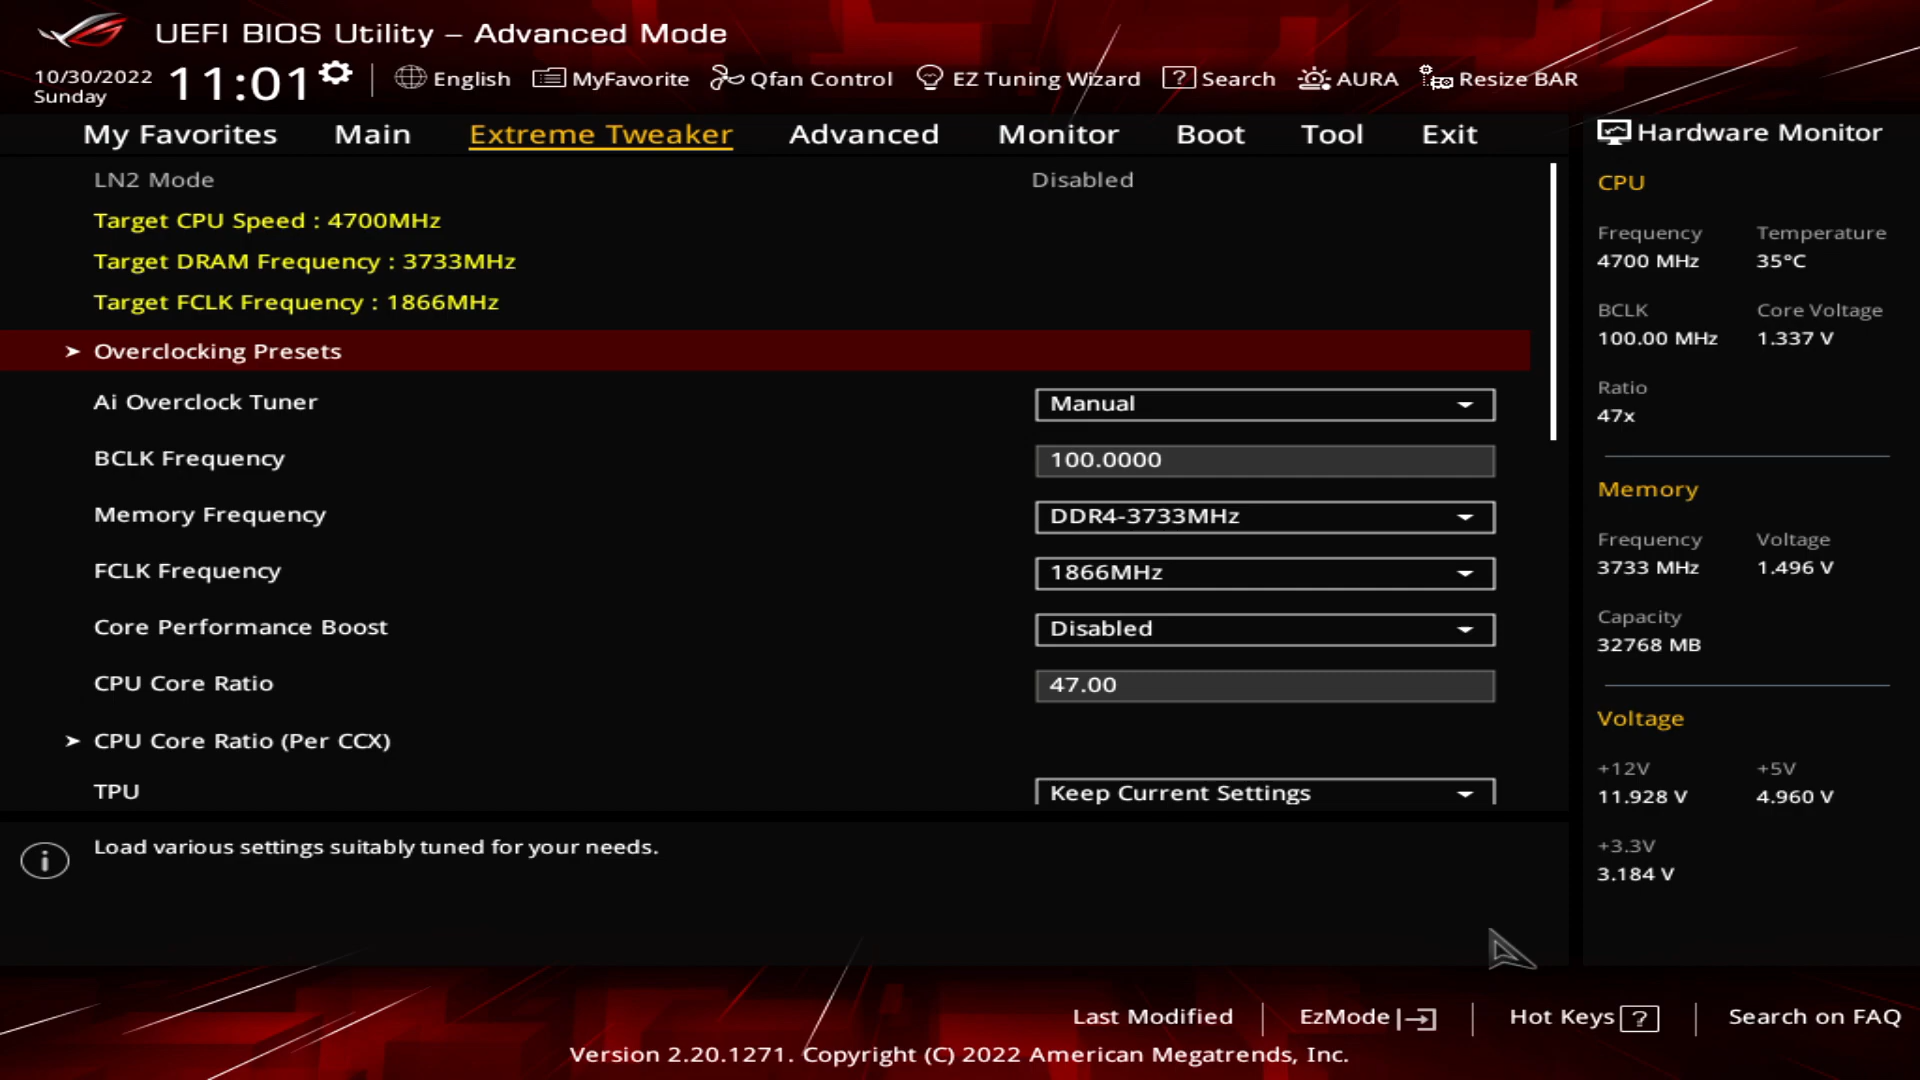 UEFI BIOS Utility – Advanced Mode
10/30/2022
Sunday
11:01
English
MyFavorite
Qfan Control
EZ Tuning Wizard
? Search
AURA
Resize BAR
My Favorites
Main
Extreme Tweaker
Advanced
Monitor
Boot
Tool
Exit
LN2 Mode Disabled
Target CPU Speed : 4700MHz
Target DRAM Frequency : 3733MHz
Target FCLK Frequency : 1866MHz
Overclocking Presets
Ai Overclock Tuner Manual
BCLK Frequency 100.0000
Memory Frequency DDR4-3733MHz
FCLK Frequency 1866MHz
Core Performance Boost Disabled
CPU Core Ratio 47.00
CPU Core Ratio (Per CCX)
TPU Keep Current Settings
i Load various settings suitably tuned for your needs.
Hardware Monitor
CPU
Frequency Temperature
4700 MHz 35°C
BCLK Core Voltage
100.00 MHz 1.337 V
Ratio
47x
Memory
Frequency Voltage
3733 MHz 1.496 V
Capacity
32768 MB
Voltage
+12V +5V
11.928 V 4.960 V
+3.3V
3.184 V
Last Modified
EzMode
Hot Keys ?
Search on FAQ
Version 2.20.1271. Copyright (C) 2022 American Megatrends, Inc.